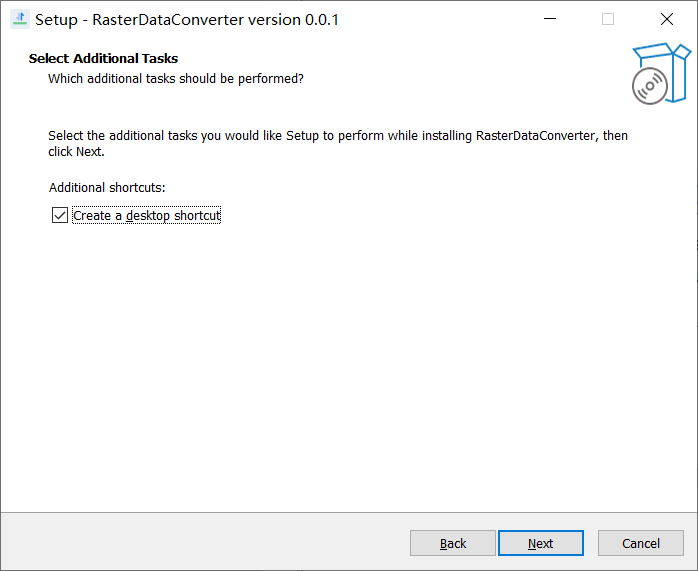 Setup - RasterDataConverter version 0.0.1
Select Additional Tasks
Which additional tasks should be performed?
Select the additional tasks you would like Setup to perform while installing RasterDataConverter, then
click Next.
Additional shortcuts:
Create a desktop shortcut
Back
Next
Cancel